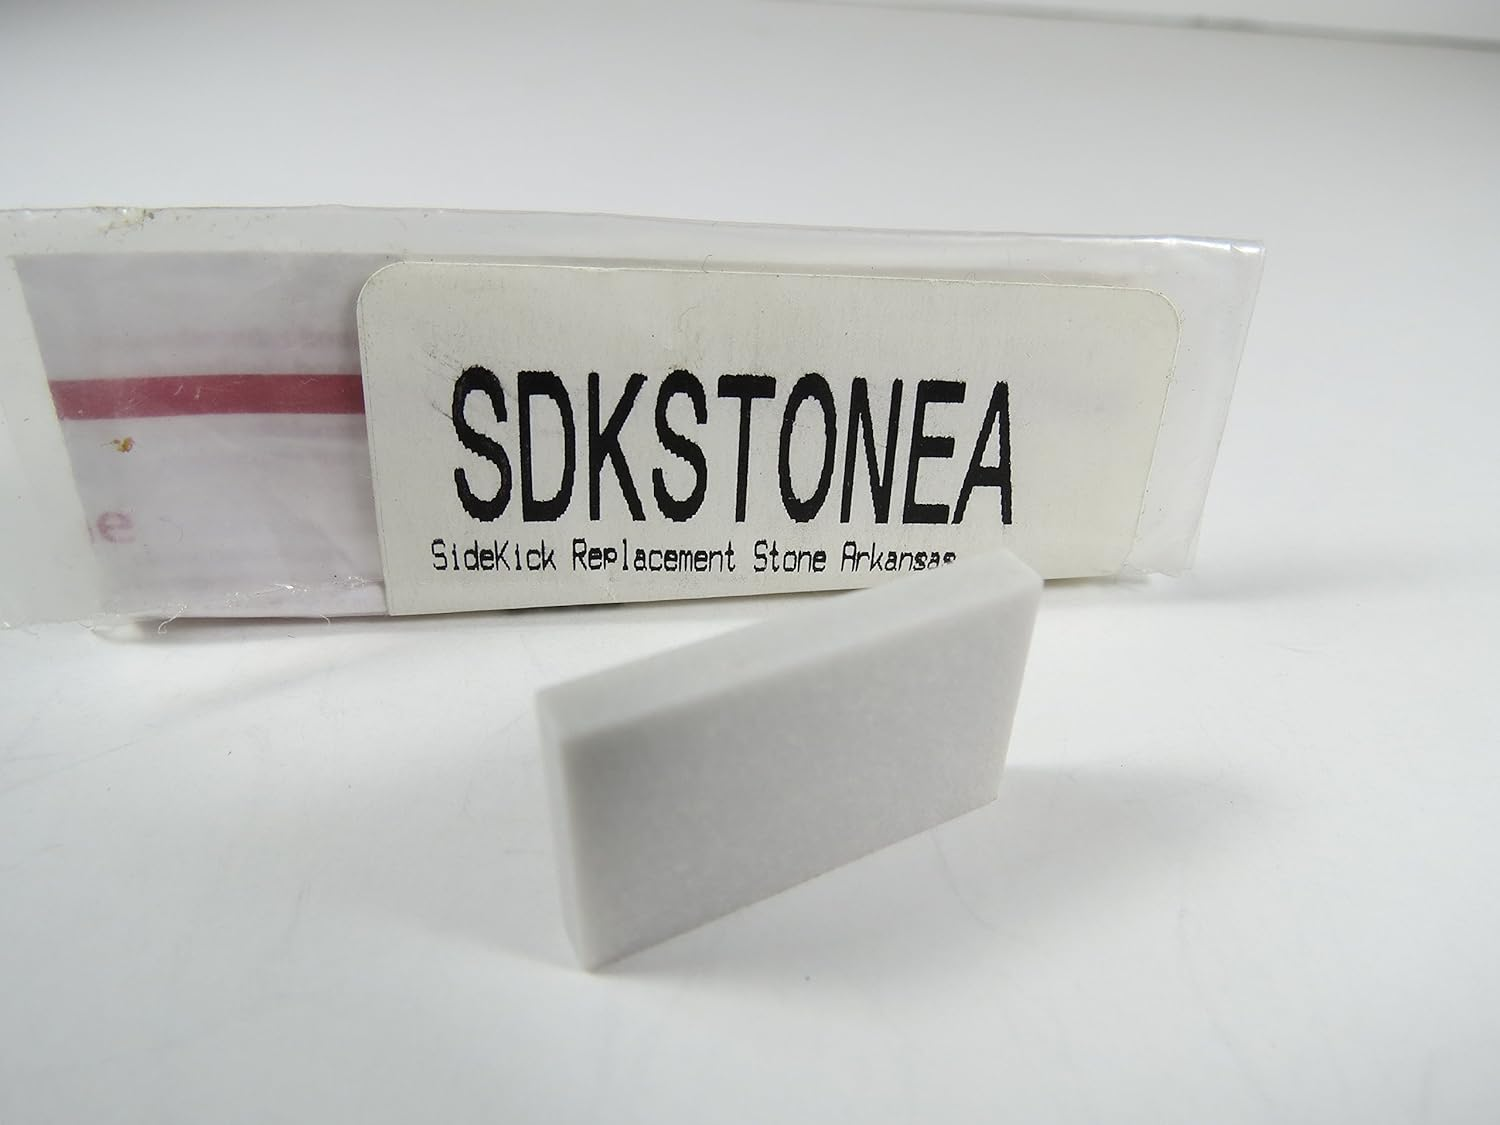 SDKSTONEA
SideKick Replacement Stone Arkansas